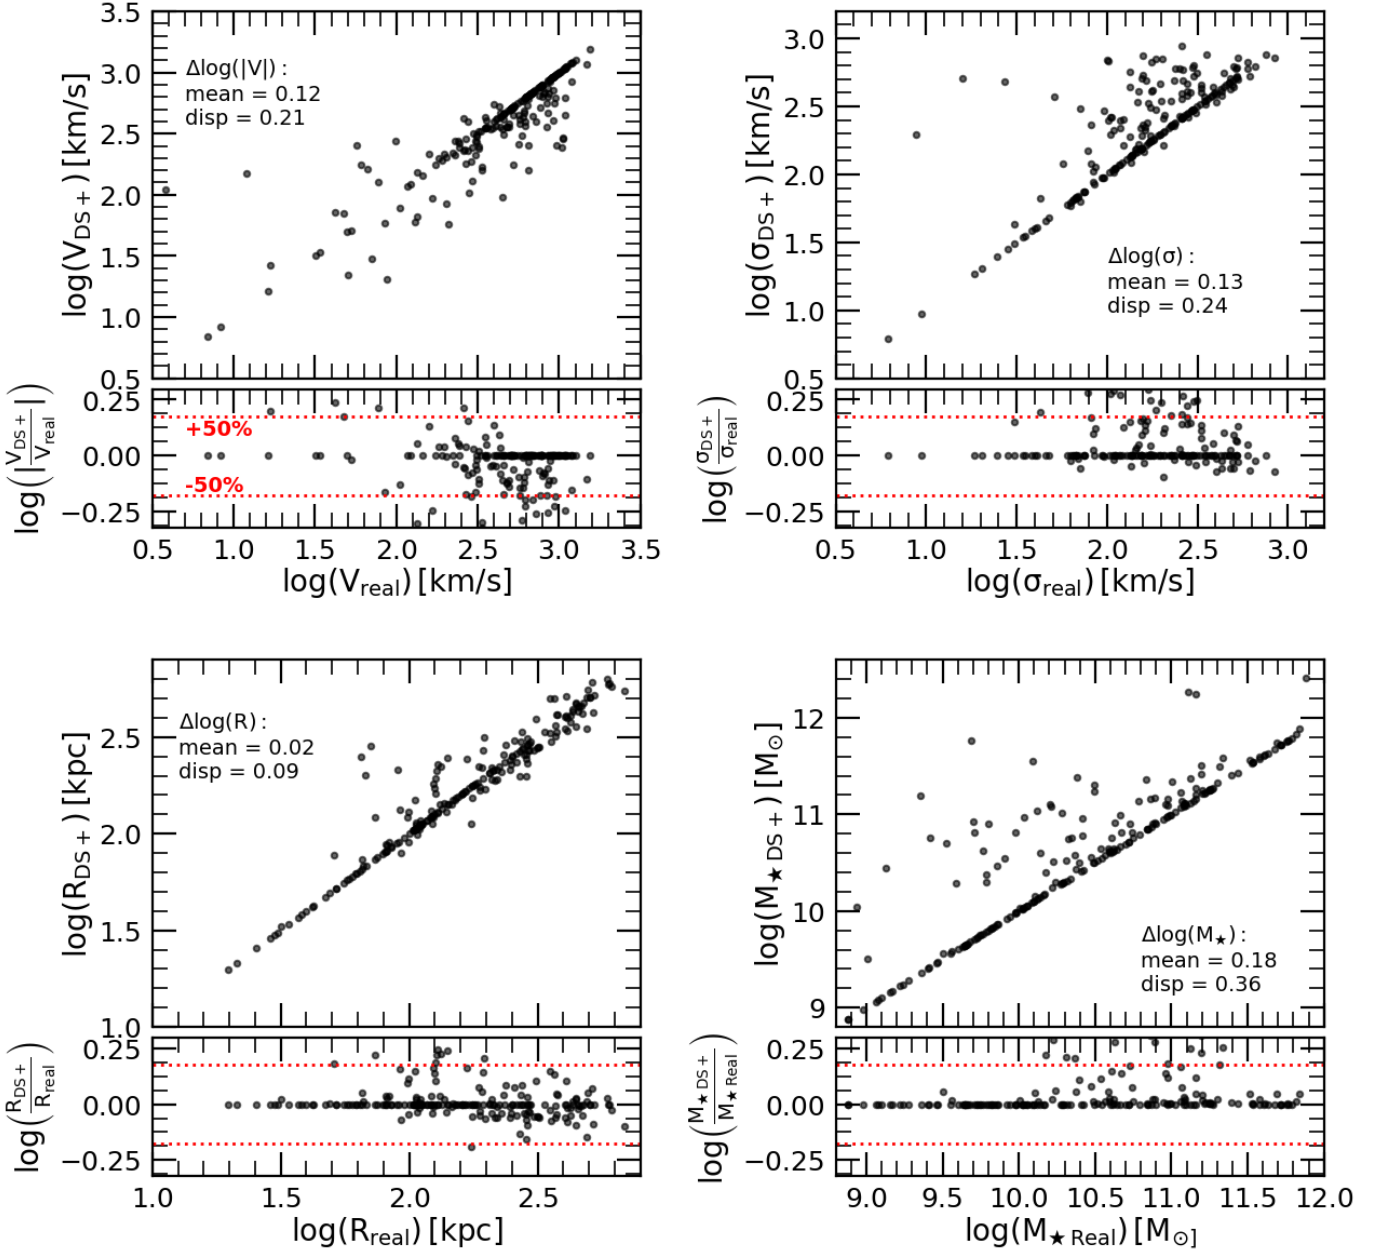 3.5
3.0
2.5
2.0
1.5
1.0
0.5
log(V_DS+) [km/s]
Δlog(|V|) :
mean = 0.12
disp = 0.21
0.25
0.00
−0.25
log(|V_DS+/V_real|)
+50%
-50%
0.5 1.0 1.5 2.0 2.5 3.0 3.5
log(V_real) [km/s]
3.0
2.5
2.0
1.5
1.0
0.5
log(σ_DS+) [km/s]
Δlog(σ) :
mean = 0.13
disp = 0.24
0.25
0.00
−0.25
log(σ_DS+/σ_real)
0.5 1.0 1.5 2.0 2.5 3.0
log(σ_real) [km/s]
2.5
2.0
1.5
1.0
log(R_DS+) [kpc]
Δlog(R) :
mean = 0.02
disp = 0.09
0.25
0.00
−0.25
log(R_DS+/R_real)
1.0 1.5 2.0 2.5
log(R_real) [kpc]
12
11
10
9
log(M_★ DS+) [M_⊙]
Δlog(M_★) :
mean = 0.18
disp = 0.36
0.25
0.00
−0.25
log(M_★ DS+/M_★ Real)
9.0 9.5 10.0 10.5 11.0 11.5 12.0
log(M_★ Real) [M_⊙]